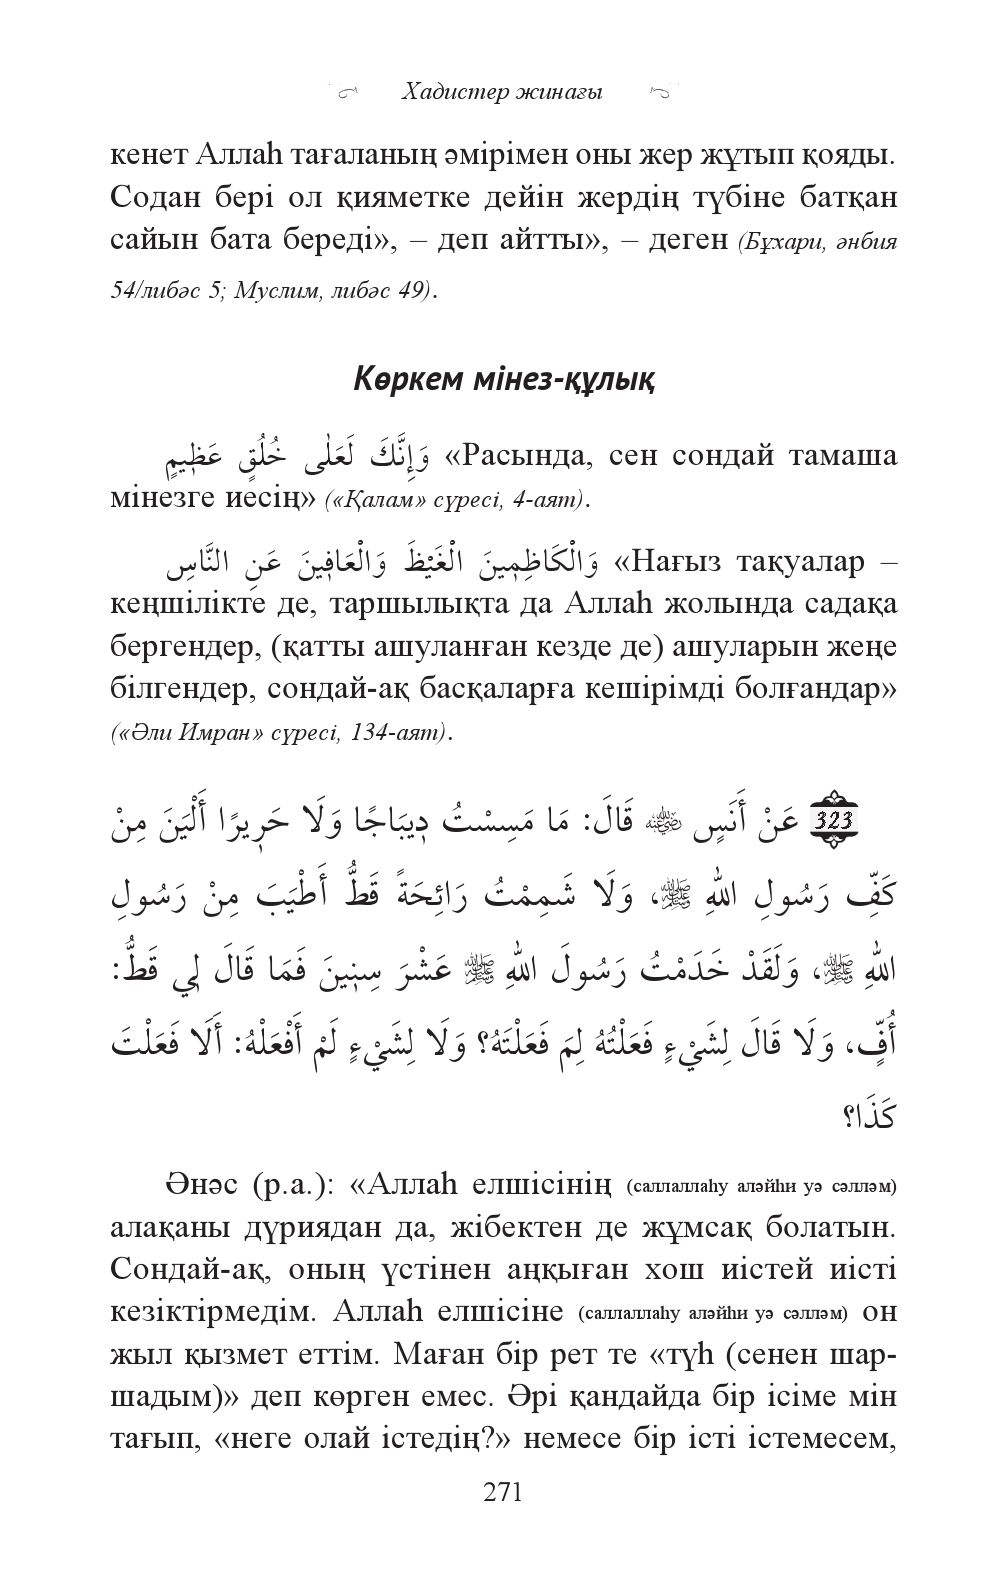 Хадистер жинағы
кенет Аллаһ тағаланың әмірімен оны жер жұтып қояды.
Содан бері ол қияметке дейін жердің түбіне батқан
сайын бата береді», – деп айтты», – деген (Бұхари, әнбия
54/либәс 5; Муслим, либәс 49).
Көркем мінез-құлық
وَإِنَّكَ لَعَلٰى خُلُقٍ عَظِيمٍ «Расында, сен сондай тамаша
мінезге иесің» («Қалам» сүресі, 4-аят).
وَالْكَاظِمِينَ الْغَيْظَ وَالْعَافِينَ عَنِ النَّاسِ «Нағыз тақуалар –
кеңшілікте де, таршылықта да Аллаһ жолында садақа
бергендер, (қатты ашуланған кезде де) ашуларын жеңе
білгендер, сондай-ақ басқаларға кешірімді болғандар»
(«Әли Имран» сүресі, 134-аят).
323 عَنْ أَنَسٍ ﵁ قَالَ: مَا مَسِسْتُ دِيبَاجًا وَلَا حَرِيرًا أَلْيَنَ مِنْ
كَفِّ رَسُولِ اللهِ ﷺ، وَلَا شَمِمْتُ رَائِحَةً قَطُّ أَطْيَبَ مِنْ رَسُولِ
اللهِ ﷺ، وَلَقَدْ خَدَمْتُ رَسُولَ اللهِ ﷺ عَشْرَ سِنِينَ فَمَا قَالَ لِي قَطُّ:
أُفٍّ، وَلَا قَالَ لِشَيْءٍ فَعَلْتُهُ لِمَ فَعَلْتَهُ؟ وَلَا لِشَيْءٍ لَمْ أَفْعَلْهُ: أَلَا فَعَلْتَ
كَذَا؟
Әнәс (р.а.): «Аллаһ елшісінің (саллаллаһу аләйһи уә сәлләм)
алақаны дүриядан да, жібектен де жұмсақ болатын.
Сондай-ақ, оның үстінен аңқыған хош иістей иісті
кезіктірмедім. Аллаһ елшісіне (саллаллаһу аләйһи уә сәлләм) он
жыл қызмет еттім. Маған бір рет те «түһ (сенен шар-
шадым)» деп көрген емес. Әрі қандайда бір ісіме мін
тағып, «неге олай істедің?» немесе бір істі істемесем,
271